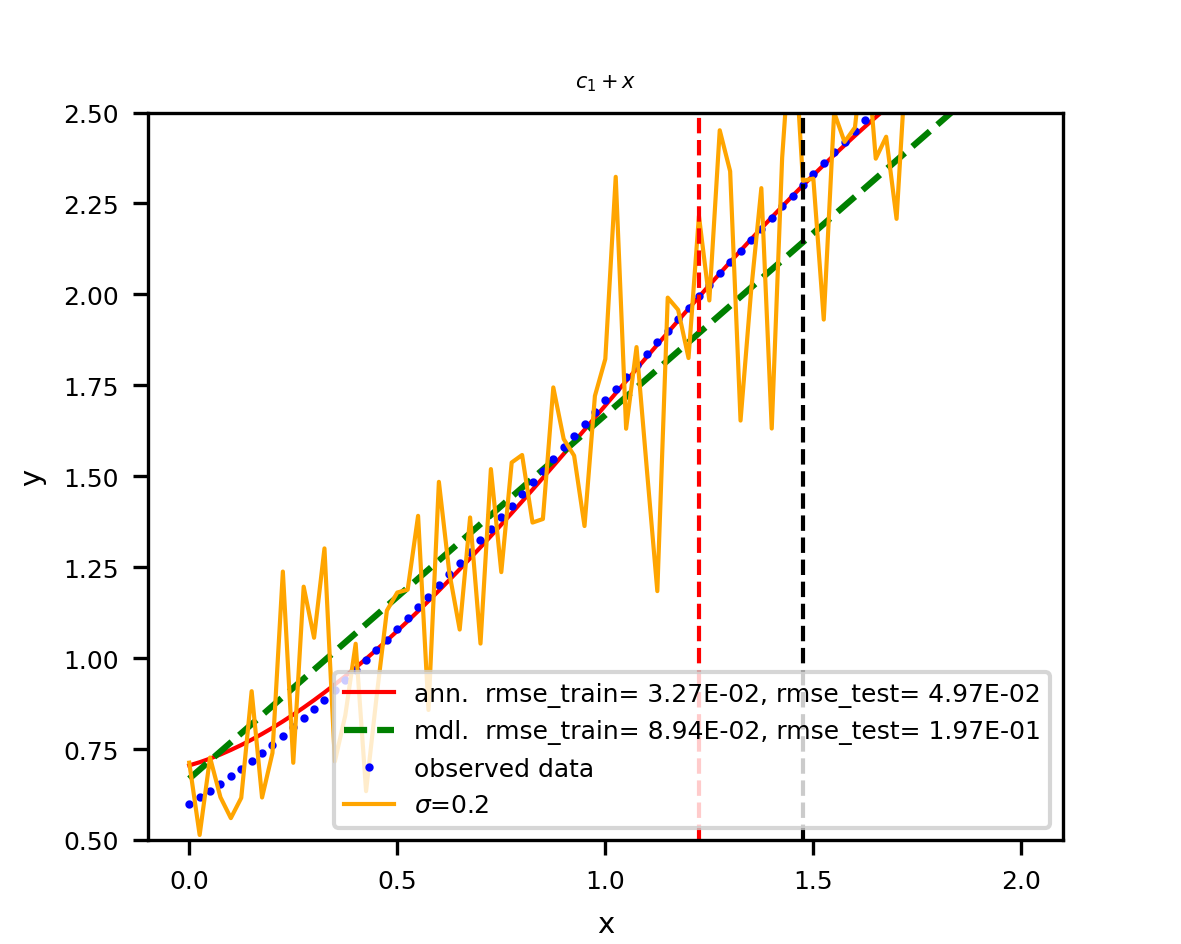 c₁ + x
2.50
2.25
2.00
1.75
1.50
1.25
1.00
0.75
0.50
y
ann.  rmse_train= 3.27E-02, rmse_test= 4.97E-02
mdl.  rmse_train= 8.94E-02, rmse_test= 1.97E-01
observed data
σ=0.2
0.0 0.5 1.0 1.5 2.0
x